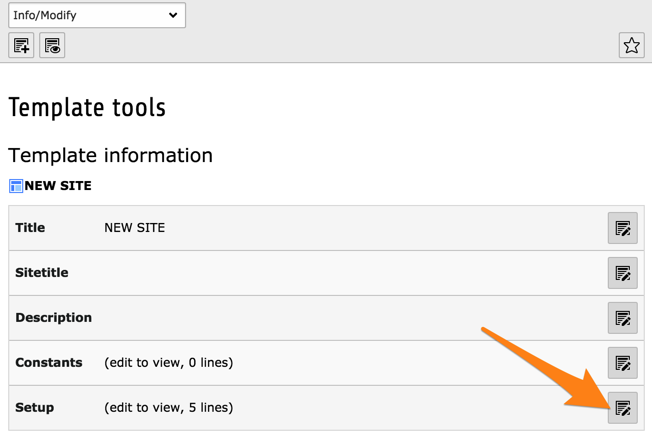 Info/Modify
Template tools
Template information
NEW SITE
Title NEW SITE
Sitetitle
Description
Constants (edit to view, 0 lines)
Setup (edit to view, 5 lines)